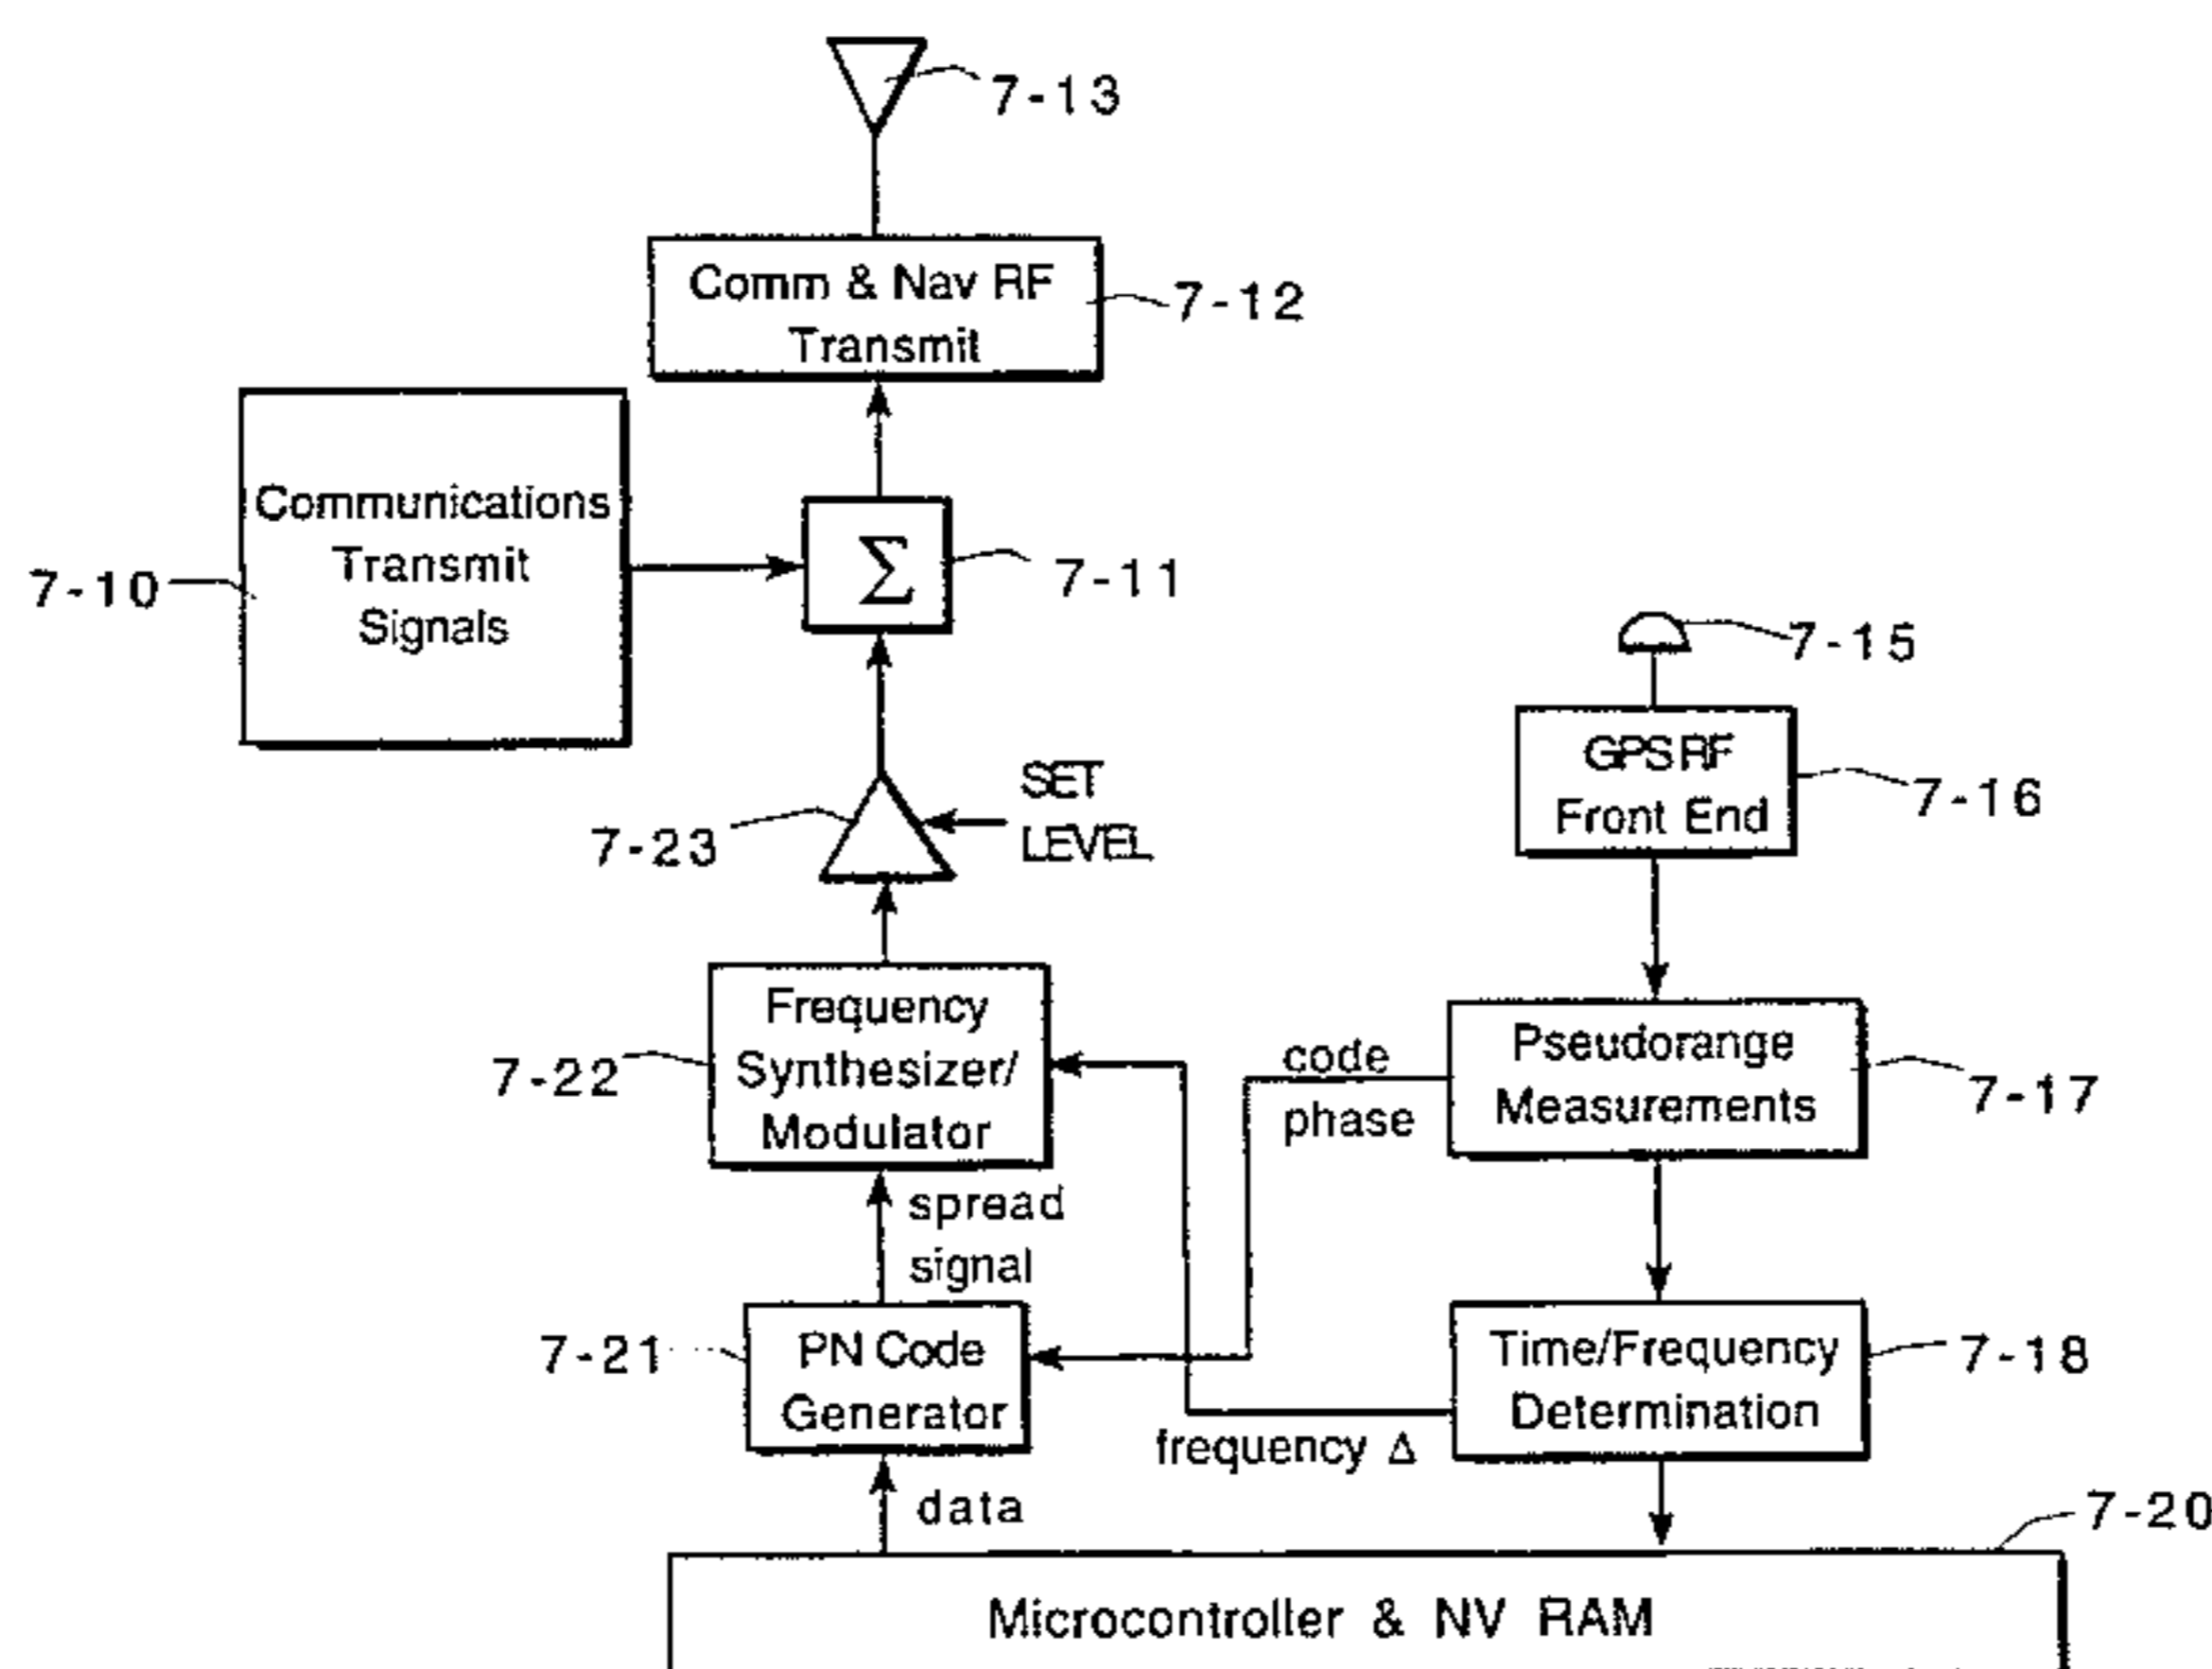 7-13
Comm & Nav RF
Transmit
7-12
Communications
Transmit
Signals
7-10
Σ
7-11
7-15
GPS RF
Front End
7-16
SET
LEVEL
7-23
Frequency
Synthesizer/
Modulator
7-22
code
phase
Pseudorange
Measurements
7-17
spread
signal
PN Code
Generator
7-21
Time/Frequency
Determination
7-18
frequency Δ
data
7-20
Microcontroller & NV RAM